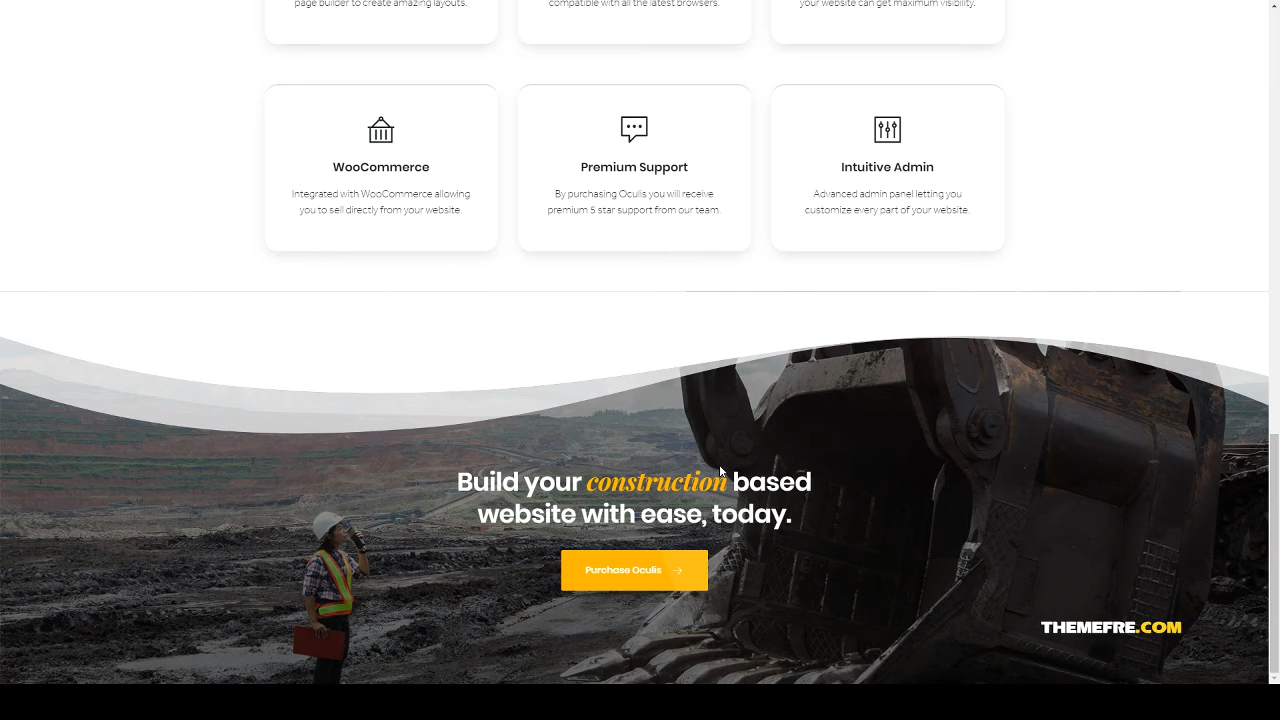 page builder to create amazing layouts.
compatible with all the latest browsers.
your website can get maximum visibility.
WooCommerce
Integrated with WooCommerce allowing
you to sell directly from your website.
Premium Support
By purchasing Oculis you will receive
premium 5 star support from our team.
Intuitive Admin
Advanced admin panel letting you
customize every part of your website.
Build your construction based
website with ease, today.
Purchase Oculis
THEMEFRE.COM